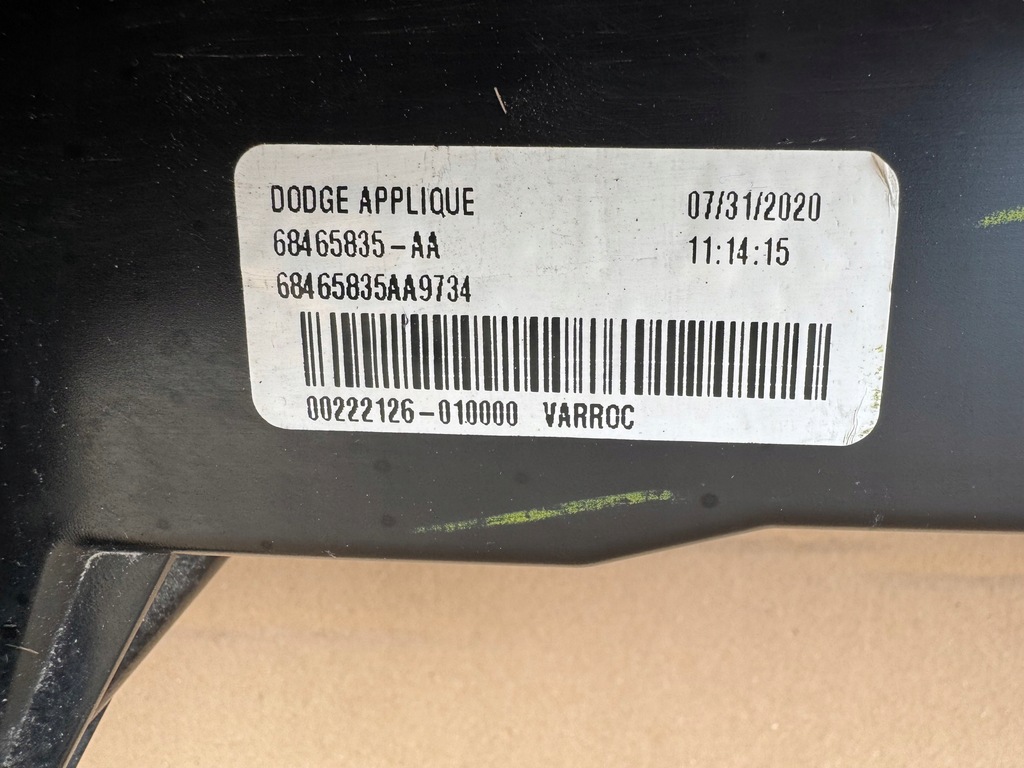 DODGE APPLIQUE 07/31/2020
68465835-AA 11:14:15
68465835AA9734
00222126-010000 VARROC